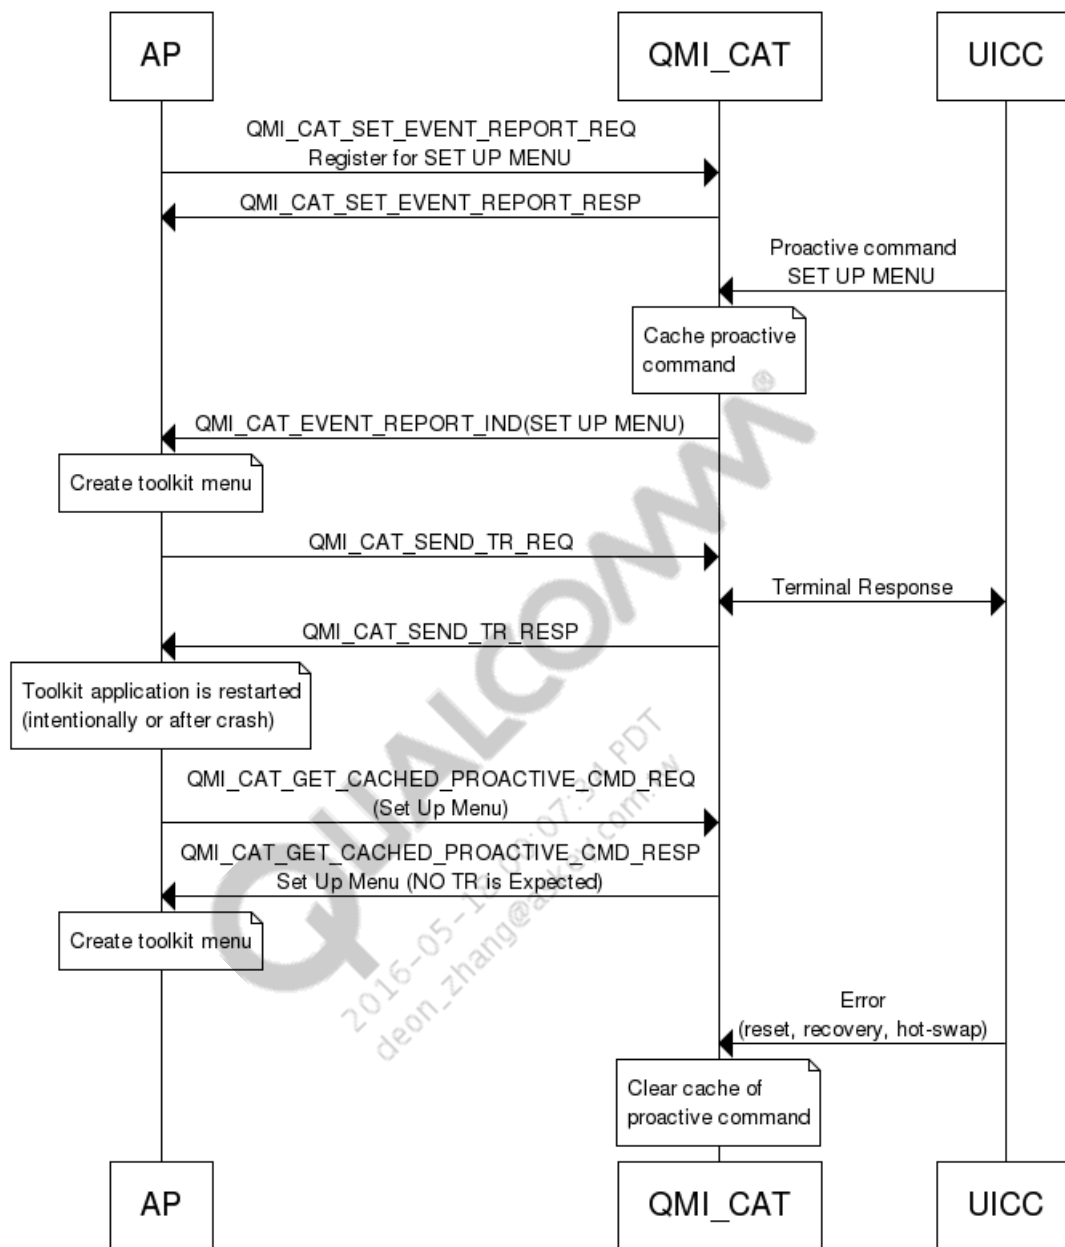 AP
QMI_CAT
UICC
QMI_CAT_SET_EVENT_REPORT_REQ
Register for SET UP MENU
QMI_CAT_SET_EVENT_REPORT_RESP
Proactive command
SET UP MENU
Cache proactive
command
QMI_CAT_EVENT_REPORT_IND(SET UP MENU)
Create toolkit menu
QMI_CAT_SEND_TR_REQ
Terminal Response
QMI_CAT_SEND_TR_RESP
Toolkit application is restarted
(intentionally or after crash)
QMI_CAT_GET_CACHED_PROACTIVE_CMD_REQ
(Set Up Menu)
QMI_CAT_GET_CACHED_PROACTIVE_CMD_RESP
Set Up Menu (NO TR is Expected)
Create toolkit menu
Error
(reset, recovery, hot-swap)
Clear cache of
proactive command
AP
QMI_CAT
UICC
QUALCOMM®
PDT